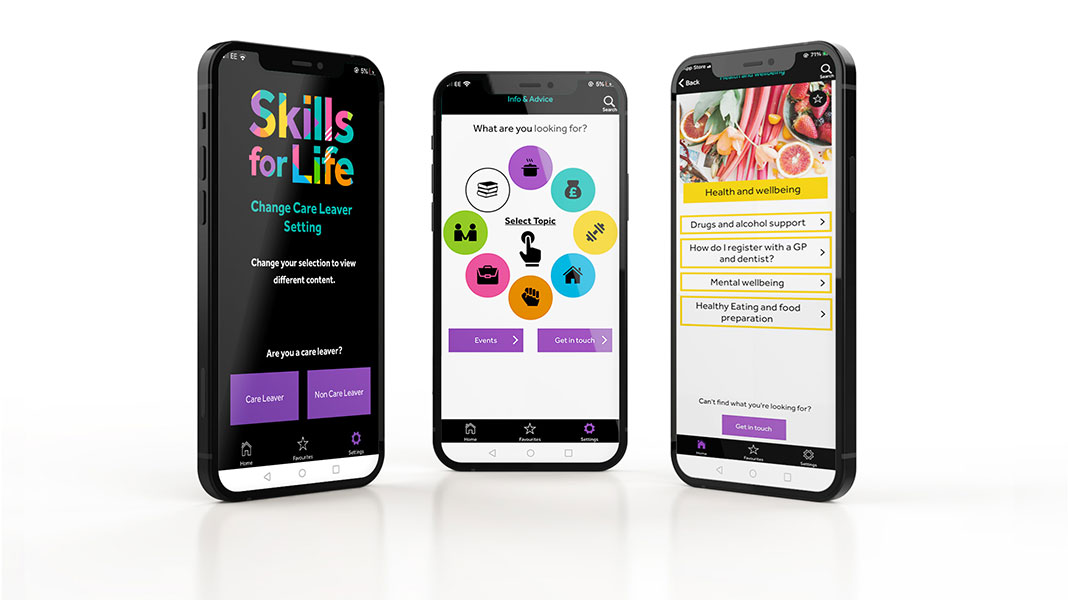 EE
5%
Skills
for Life
Change Care Leaver
Setting
Change your selection to view
different content.
Are you a care leaver?
Care Leaver
Non Care Leaver
Home
Favourites
Settings
EE
5%
Info & Advice
Search
What are you looking for?
£
Select Topic
Events
Get in touch
Home
Favourites
Settings
App Store
71%
Back
Health and wellbeing
Search
Health and wellbeing
Drugs and alcohol support
How do I register with a GP
and dentist?
Mental wellbeing
Healthy Eating and food
preparation
Can't find what you're looking for?
Get in touch
Home
Favourites
Settings